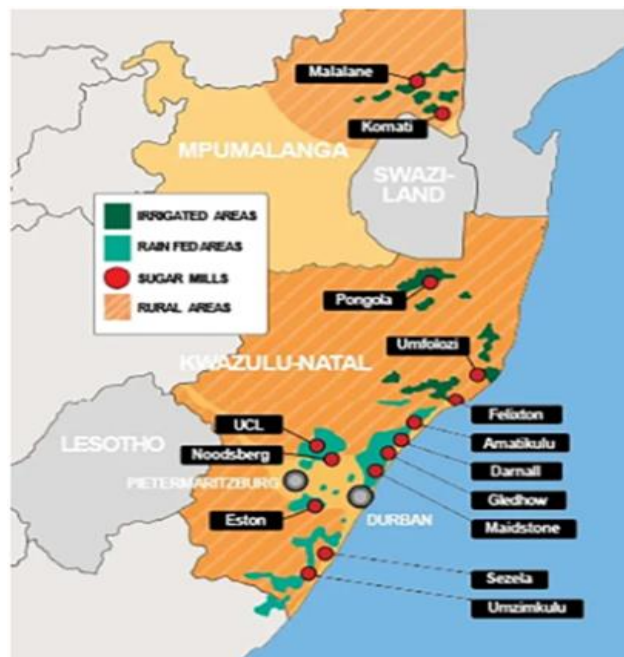 Malalane
Komati
MPUMALANGA
SWAZI-
LAND
IRRIGATED AREAS
RAIN FED AREAS
SUGAR MILLS
RURAL AREAS
Pongola
Umfolozi
KWAZULU-NATAL
UCL
Felixton
LESOTHO
Noodsberg
Amatikulu
Darnall
PIETERMARITZBURG
Gledhow
Eston
DURBAN
Maidstone
Sezela
Umzimkulu